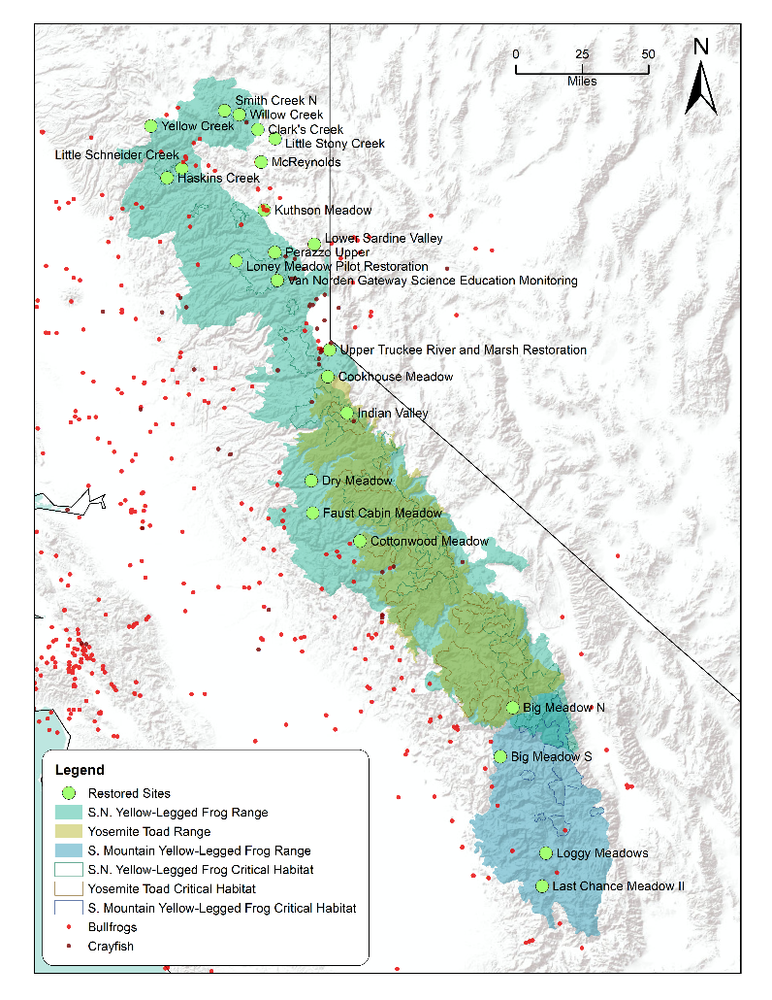 N
0 25 50
Miles
Smith Creek N
Willow Creek
Yellow Creek
Clark's Creek
Little Stony Creek
Little Schneider Creek
McReynolds
Haskins Creek
Kuthson Meadow
Lower Sardine Valley
Perazzo Upper
Loney Meadow Pilot Restoration
Van Norden Gateway Science Education Monitoring
Upper Truckee River and Marsh Restoration
Cookhouse Meadow
Indian Valley
Dry Meadow
Faust Cabin Meadow
Cottonwood Meadow
Big Meadow N
Big Meadow S
Loggy Meadows
Last Chance Meadow II
Legend
Restored Sites
S.N. Yellow-Legged Frog Range
Yosemite Toad Range
S. Mountain Yellow-Legged Frog Range
S.N. Yellow-Legged Frog Critical Habitat
Yosemite Toad Critical Habitat
S. Mountain Yellow-Legged Frog Critical Habitat
Bullfrogs
Crayfish